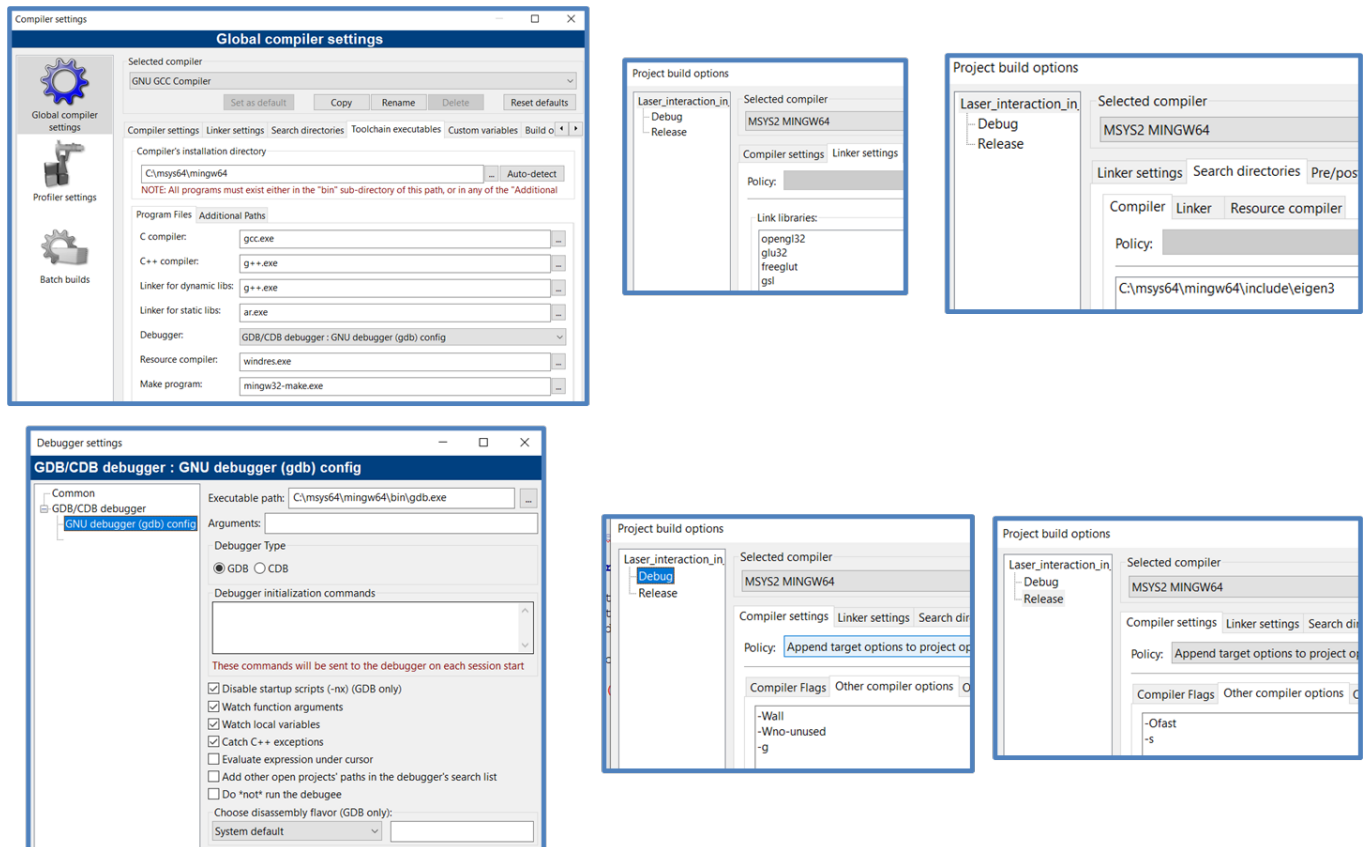 Compiler settings
Global compiler settings
Global compiler settings
Profiler settings
Batch builds
Selected compiler
GNU GCC Compiler
Set as default Copy Rename Delete Reset defaults
Compiler settings Linker settings Search directories Toolchain executables Custom variables Build o
Compiler's installation directory
C:\msys64\mingw64 ... Auto-detect
NOTE: All programs must exist either in the "bin" sub-directory of this path, or in any of the "Additional
Program Files Additional Paths
C compiler: gcc.exe ...
C++ compiler: g++.exe ...
Linker for dynamic libs: g++.exe ...
Linker for static libs: ar.exe ...
Debugger: GDB/CDB debugger : GNU debugger (gdb) config
Resource compiler: windres.exe ...
Make program: mingw32-make.exe ...
Project build options
Laser_interaction_in_
Debug
Release
Selected compiler
MSYS2 MINGW64
Compiler settings Linker settings
Policy:
Link libraries:
opengl32
glu32
freeglut
gsl
Project build options
Laser_interaction_in_
Debug
Release
Selected compiler
MSYS2 MINGW64
Linker settings Search directories Pre/pos
Compiler Linker Resource compiler
Policy:
C:\msys64\mingw64\include\eigen3
Debugger settings
GDB/CDB debugger : GNU debugger (gdb) config
Common
GDB/CDB debugger
GNU debugger (gdb) config
Executable path: C:\msys64\mingw64\bin\gdb.exe ...
Arguments:
Debugger Type
GDB CDB
Debugger initialization commands
These commands will be sent to the debugger on each session start
Disable startup scripts (-nx) (GDB only)
Watch function arguments
Watch local variables
Catch C++ exceptions
Evaluate expression under cursor
Add other open projects' paths in the debugger's search list
Do *not* run the debugee
Choose disassembly flavor (GDB only):
System default
Project build options
Laser_interaction_in_
Debug
Release
Selected compiler
MSYS2 MINGW64
Compiler settings Linker settings Search dir
Policy: Append target options to project op
Compiler Flags Other compiler options O
-Wall
-Wno-unused
-g
Project build options
Laser_interaction_in_
Debug
Release
Selected compiler
MSYS2 MINGW64
Compiler settings Linker settings Search dir
Policy: Append target options to project op
Compiler Flags Other compiler options
-Ofast
-s